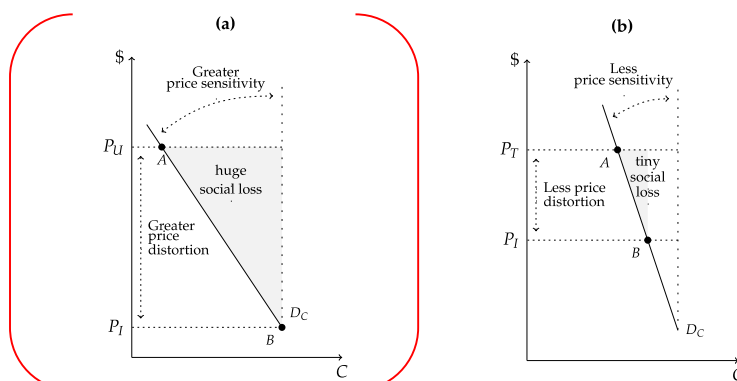 (a)
$
Greater
price sensitivity
P_U
A
huge
social loss
Greater
price
distortion
P_I
B
D_C
C
(b)
$
Less
price sensitivity
P_T
A
tiny
social
loss
Less price
distortion
P_I
B
D_C
C